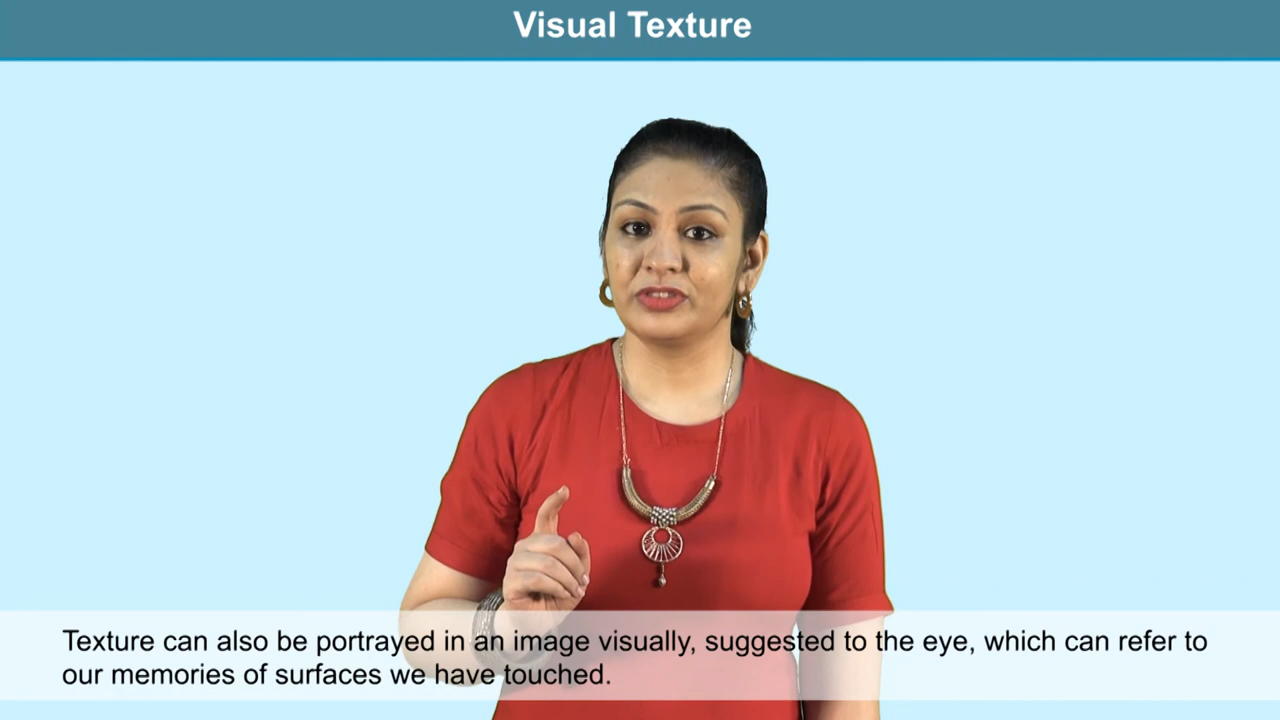 Visual Texture
Texture can also be portrayed in an image visually, suggested to the eye, which can refer to
our memories of surfaces we have touched.